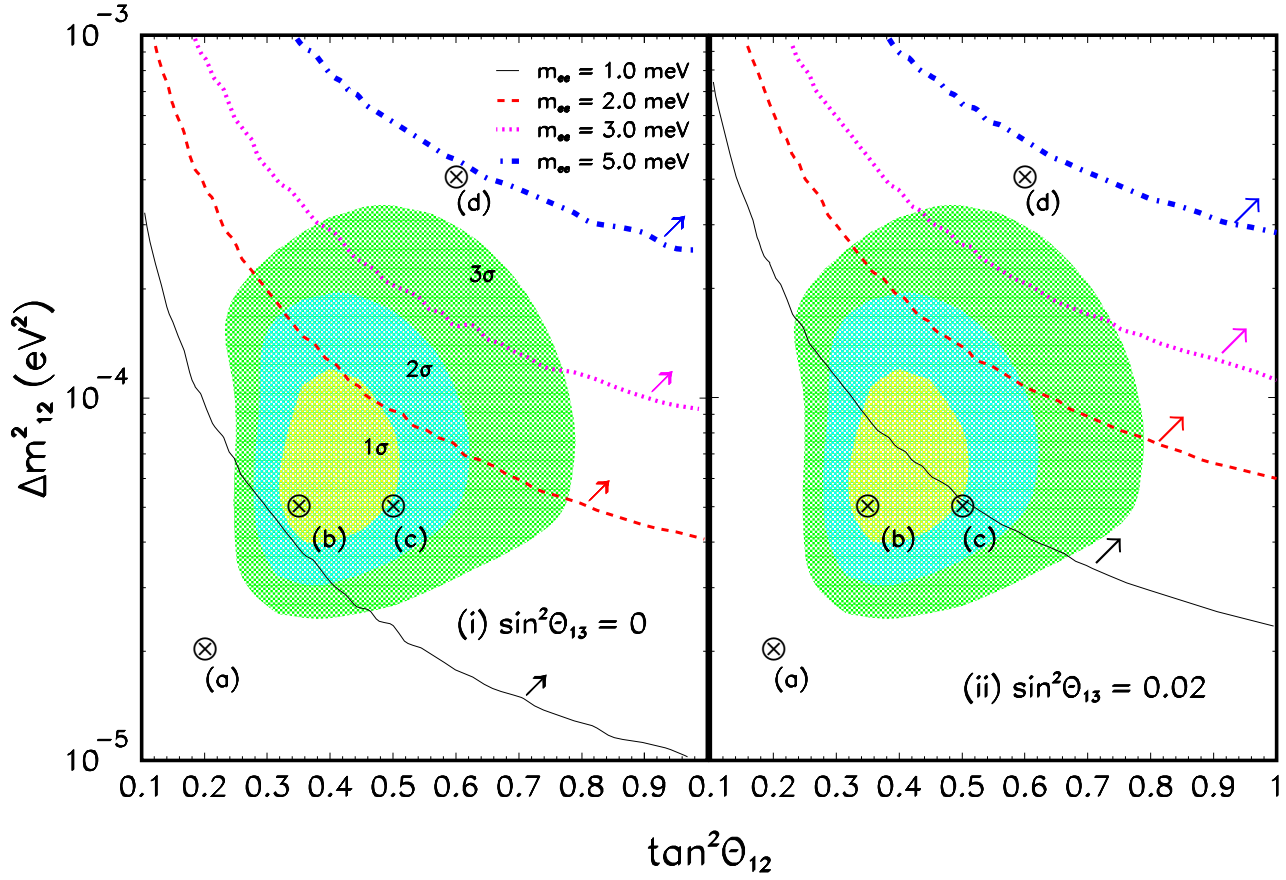 10⁻³
m_ee = 1.0 meV
m_ee = 2.0 meV
m_ee = 3.0 meV
m_ee = 5.0 meV
(d)
(d)
3σ
2σ
10⁻⁴
1σ
Δm²₁₂ (eV²)
(b)
(c)
(b)
(c)
(i) sin²Θ₁₃ = 0
(a)
(a)
(ii) sin²Θ₁₃ = 0.02
10⁻⁵
0.1 0.2 0.3 0.4 0.5 0.6 0.7 0.8 0.9 0.1 0.2 0.3 0.4 0.5 0.6 0.7 0.8 0.9 1
tan²Θ₁₂